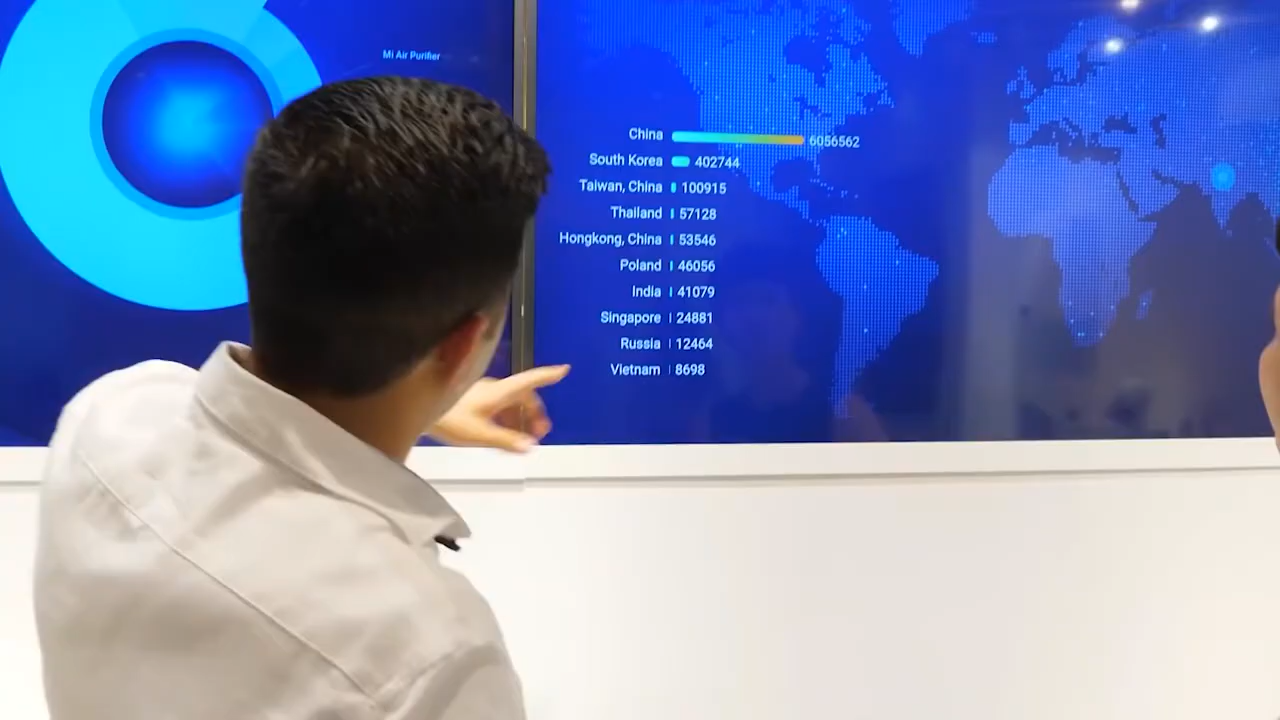 Mi Air Purifier
China 6056562
South Korea 402744
Taiwan, China 100915
Thailand 57128
Hongkong, China 53546
Poland 46056
India 41079
Singapore 24881
Russia 12464
Vietnam 8698